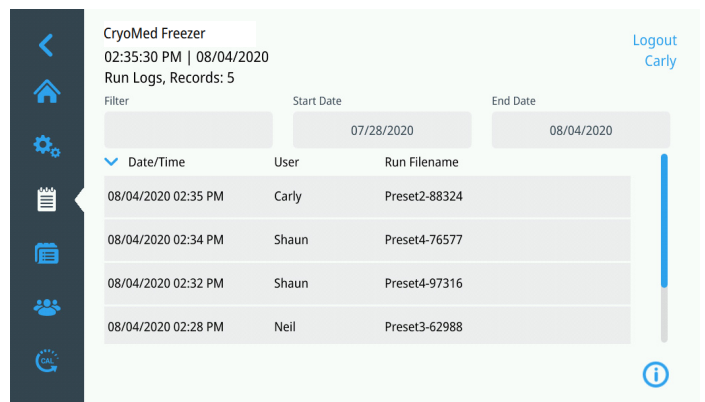 CryoMed Freezer
02:35:30 PM | 08/04/2020
Run Logs, Records: 5
Logout
Carly
Filter Start Date End Date
07/28/2020 08/04/2020
Date/Time User Run Filename
08/04/2020 02:35 PM Carly Preset2-88324
08/04/2020 02:34 PM Shaun Preset4-76577
08/04/2020 02:32 PM Shaun Preset4-97316
08/04/2020 02:28 PM Neil Preset3-62988
CAL